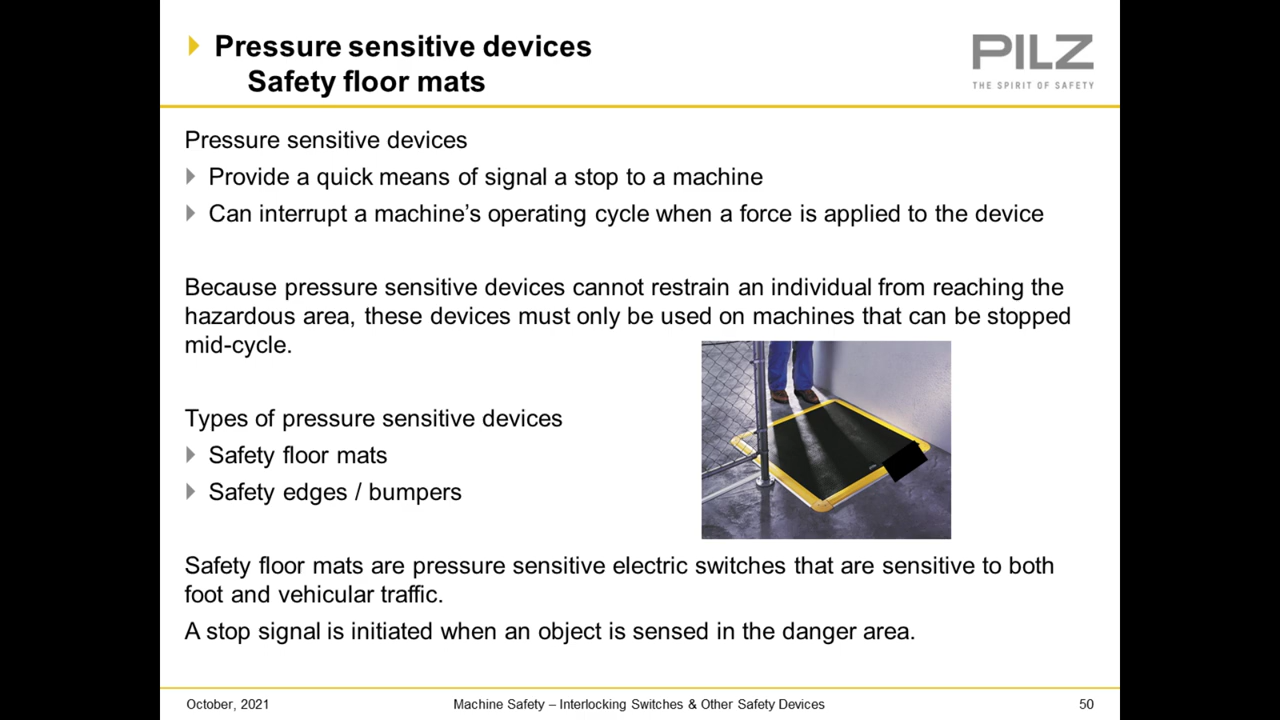 Pressure sensitive devices
Safety floor mats
PILZ
THE SPIRIT OF SAFETY
Pressure sensitive devices
Provide a quick means of signal a stop to a machine
Can interrupt a machine’s operating cycle when a force is applied to the device
Because pressure sensitive devices cannot restrain an individual from reaching the
hazardous area, these devices must only be used on machines that can be stopped
mid-cycle.
Types of pressure sensitive devices
Safety floor mats
Safety edges / bumpers
Safety floor mats are pressure sensitive electric switches that are sensitive to both
foot and vehicular traffic.
A stop signal is initiated when an object is sensed in the danger area.
October, 2021
Machine Safety – Interlocking Switches & Other Safety Devices
50